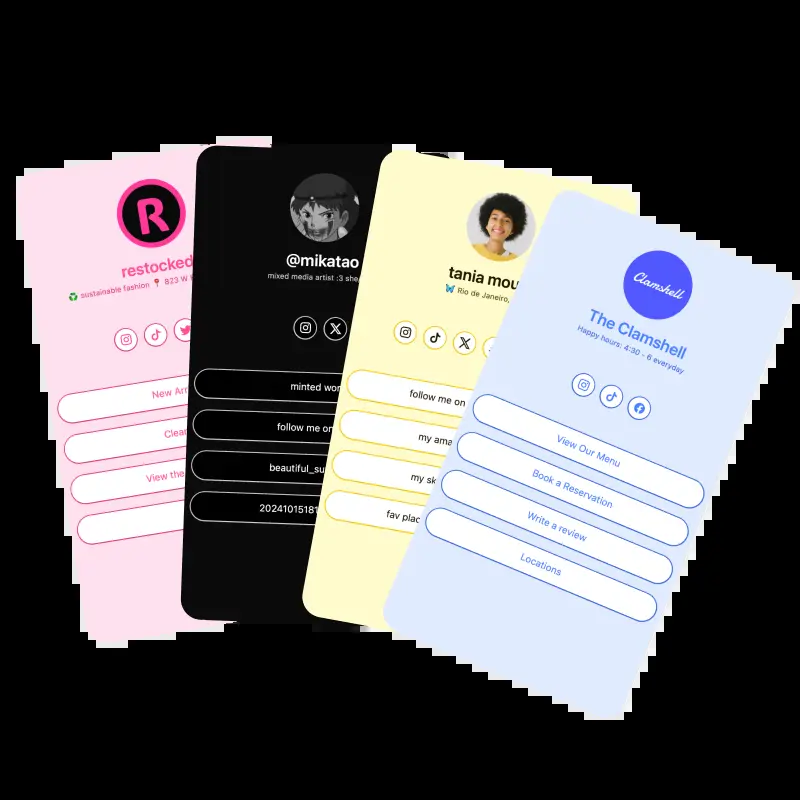 R
restocked
sustainable fashion 📍 823 W
New Arr
Clear
View the
@mikatao
mixed media artist :3 she
minted wor
follow me on
beautiful_su
20241015181
tania mou
Rio de Janeiro,
follow me on
my ama
my sk
fav plac
Clamshell
The Clamshell
Happy hours: 4:30 - 6 everyday
View Our Menu
Book a Reservation
Write a review
Locations